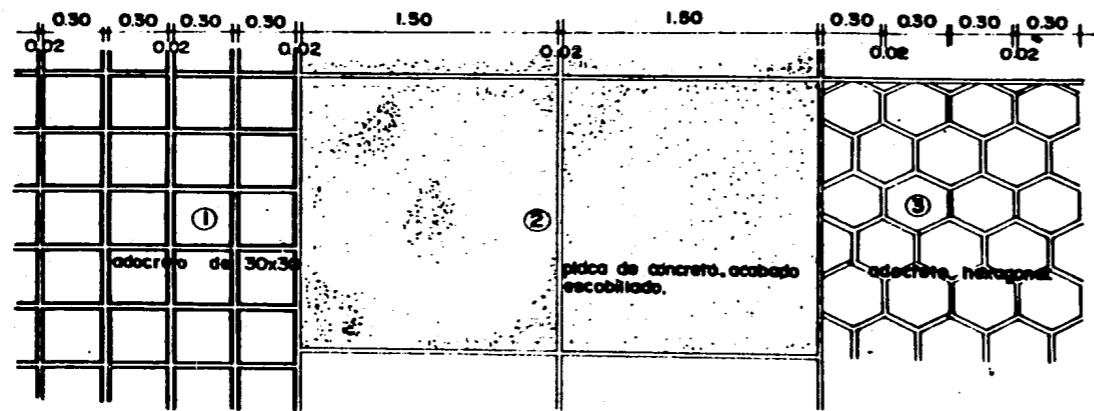 0.30 0.30 0.30 0.30 1.50 1.50 0.30 0.30 0.30 0.30
0.02 0.02 0.02 0.02 0.02 0.02
1 2 3
adocreto de 30x30
placa de concreto, acabado
escobillado.
adocreto hexagonal